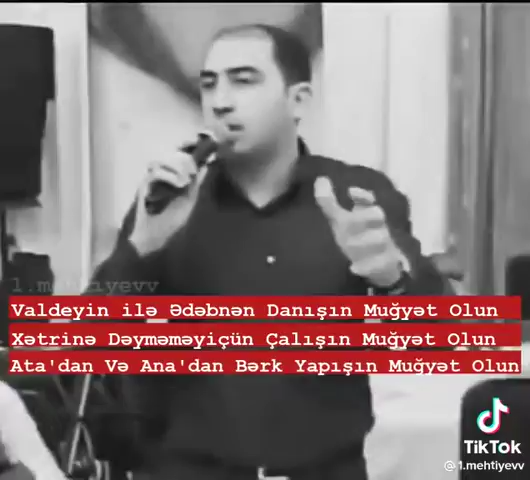 1.mehtiyevv
Valdeyin ilə Ədəbnən Danışın Muğyət Olun
Xətrinə Dəyməməyiçün Çalışın Muğyət Olun
Ata'dan Və Ana'dan Bərk Yapışın Muğyət Olun
TikTok
@1.mehtiyevv